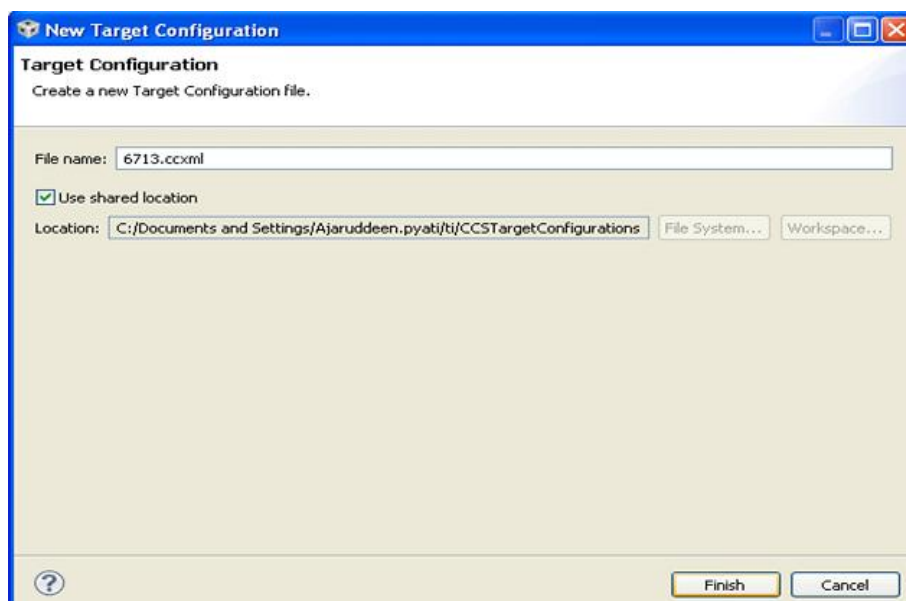 New Target Configuration
Target Configuration
Create a new Target Configuration file.
File name: 6713.ccxml
Use shared location
Location: C:/Documents and Settings/Ajaruddeen.pyati/ti/CCSTargetConfigurations File System... Workspace...
? Finish Cancel